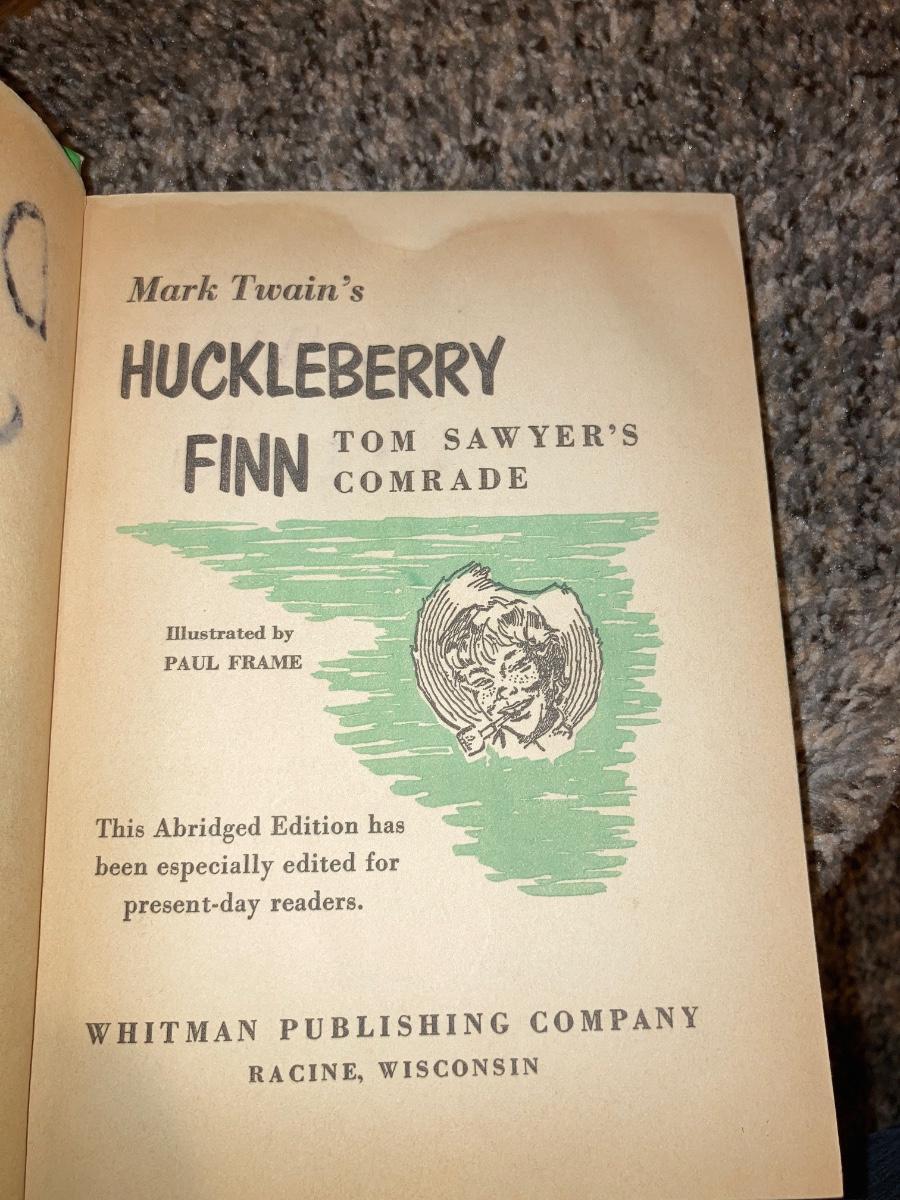 Mark Twain's
HUCKLEBERRY
FINN TOM SAWYER'S
COMRADE
Illustrated by
PAUL FRAME
This Abridged Edition has
been especially edited for
present-day readers.
WHITMAN PUBLISHING COMPANY
RACINE, WISCONSIN